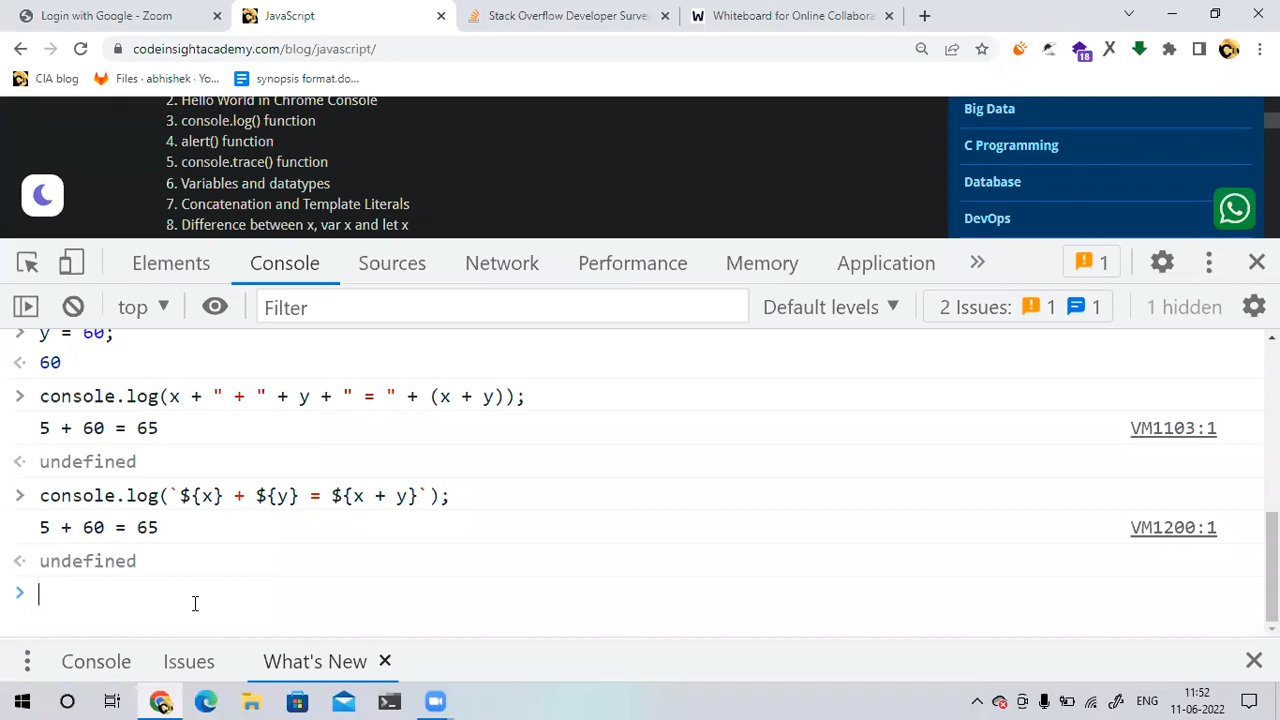 Login with Google - Zoom
JavaScript
Stack Overflow Developer Surve
Whiteboard for Online Collabora
codeinsightacademy.com/blog/javascript/
18
CIA blog
Files · abhishek · Yo...
synopsis format.do...
2. Hello World in Chrome Console
3. console.log() function
4. alert() function
5. console.trace() function
6. Variables and datatypes
7. Concatenation and Template Literals
8. Difference between x, var x and let x
Big Data
C Programming
Database
DevOps
Elements Console Sources Network Performance Memory Application » 1
top Filter Default levels 2 Issues: 1 1 1 hidden
> y = 60;
60
> console.log(x + " + " + y + " = " + (x + y));
5 + 60 = 65 VM1103:1
undefined
> console.log(`${x} + ${y} = ${x + y}`);
5 + 60 = 65 VM1200:1
undefined
>
Console Issues What's New
ENG
11:52
11-06-2022